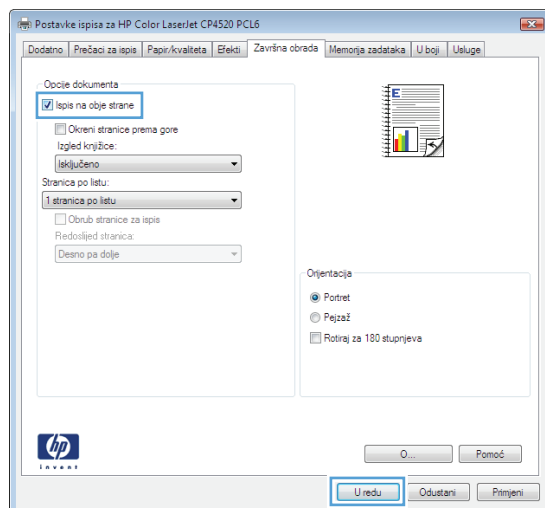 Postavke ispisa za HP Color LaserJet CP4520 PCL6
Dodatno Prečaci za ispis Papir/kvaliteta Efekti Završna obrada Memorija zadataka U boji Usluge
Opcije dokumenta
Ispis na obje strane
Okreni stranice prema gore
Izgled knjižice:
Isključeno
Stranica po listu:
1 stranica po listu
Obrub stranice za ispis
Redoslijed stranica:
Desno pa dolje
E
Orijentacija
Portret
Pejzaž
Rotiraj za 180 stupnjeva
hp
invent
O... Pomoć
U redu Odustani Primjeni